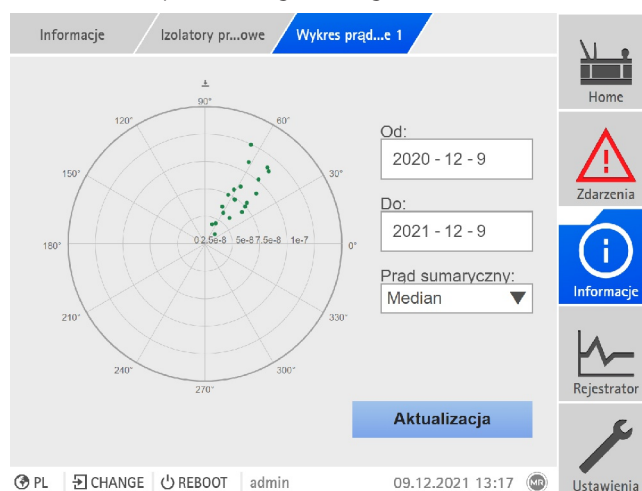 Informacje
Izolatory pr...owe
Wykres prąd...e 1
Home
90°
120°
60°
150°
30°
180°
0 2.5e-8 5e-8 7.5e-8 1e-7
0°
210°
330°
240°
300°
270°
Od:
2020 - 12 - 9
Do:
2021 - 12 - 9
Prąd sumaryczny:
Median
Aktualizacja
Zdarzenia
Informacje
Rejestrator
Ustawienia
PL CHANGE REBOOT admin 09.12.2021 13:17 MR